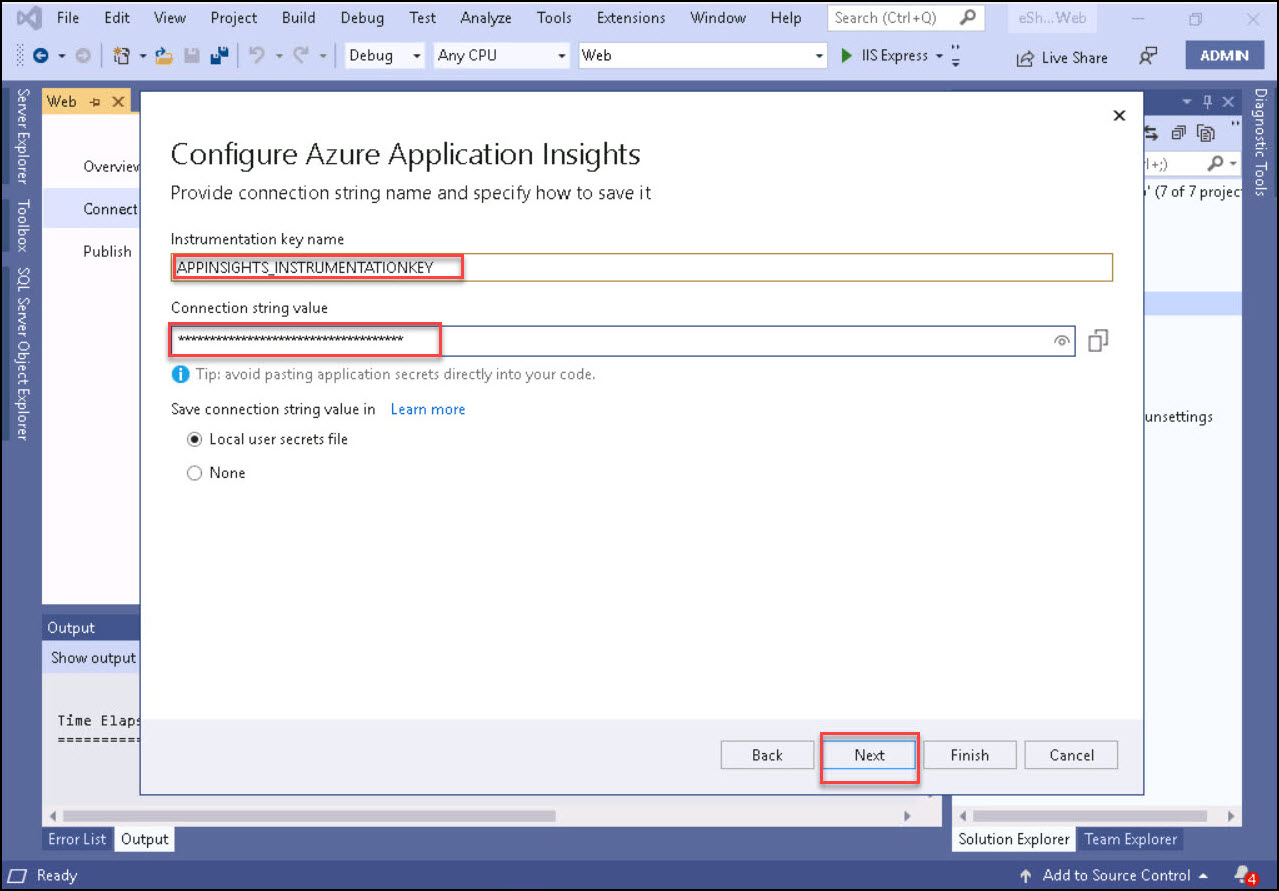 File Edit View Project Build Debug Test Analyze Tools Extensions Window Help Search (Ctrl+Q) eSh...Web
Debug Any CPU Web IIS Express Live Share ADMIN
Server Explorer
Toolbox
SQL Server Object Explorer
Web
Overview
Connect
Publish
Configure Azure Application Insights
Provide connection string name and specify how to save it
Instrumentation key name
APPINSIGHTS_INSTRUMENTATIONKEY
Connection string value
************************************
Tip: avoid pasting application secrets directly into your code.
Save connection string value in Learn more
Local user secrets file
None
Back Next Finish Cancel
Diagnostic Tools
l+;)
' (7 of 7 projec
unsettings
Output
Show output
Time Elaps
==========
Error List Output
Solution Explorer Team Explorer
Ready
Add to Source Control 4